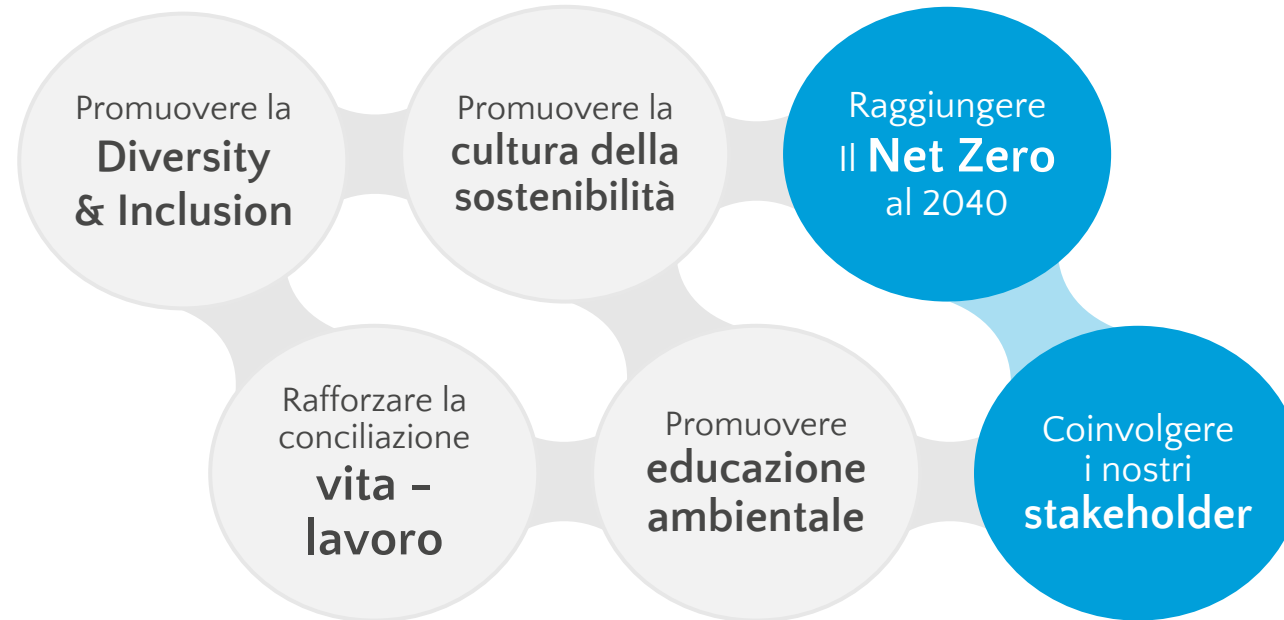 Promuovere la
Diversity
& Inclusion
Promuovere la
cultura della
sostenibilità
Raggiungere
Il Net Zero
al 2040
Rafforzare la
conciliazione
vita –
lavoro
Promuovere
educazione
ambientale
Coinvolgere
i nostri
stakeholder